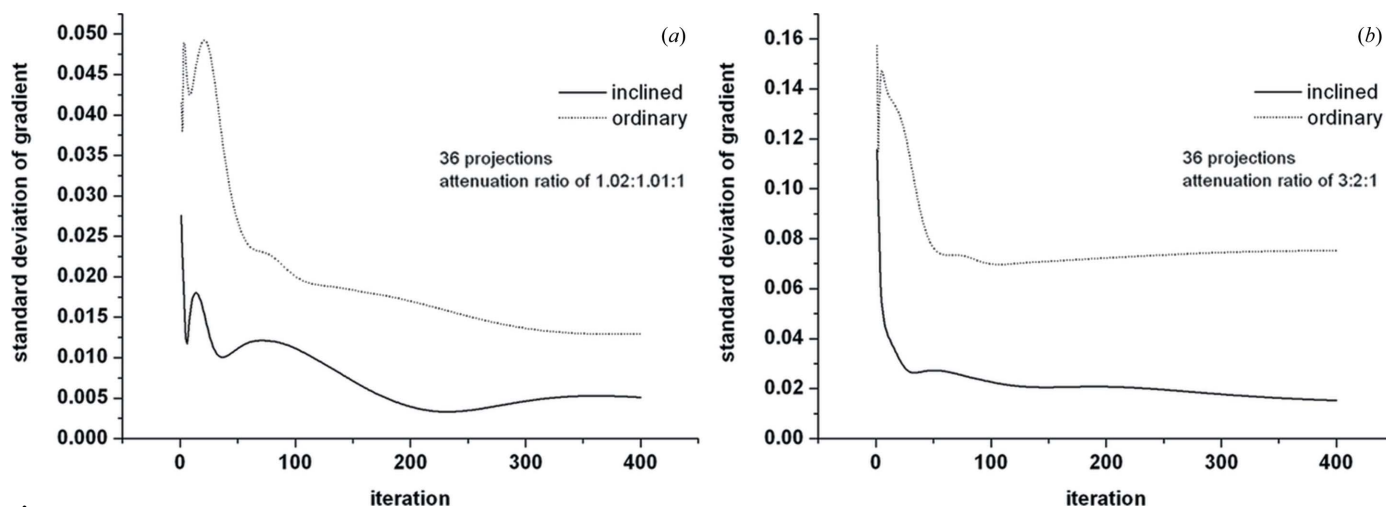 (a)
standard deviation of gradient
0.050
0.045
0.040
0.035
0.030
0.025
0.020
0.015
0.010
0.005
0.000
inclined
ordinary
36 projections
attenuation ratio of 1.02:1.01:1
0 100 200 300 400
iteration
(b)
standard deviation of gradient
0.16
0.14
0.12
0.10
0.08
0.06
0.04
0.02
0.00
inclined
ordinary
36 projections
attenuation ratio of 3:2:1
0 100 200 300 400
iteration